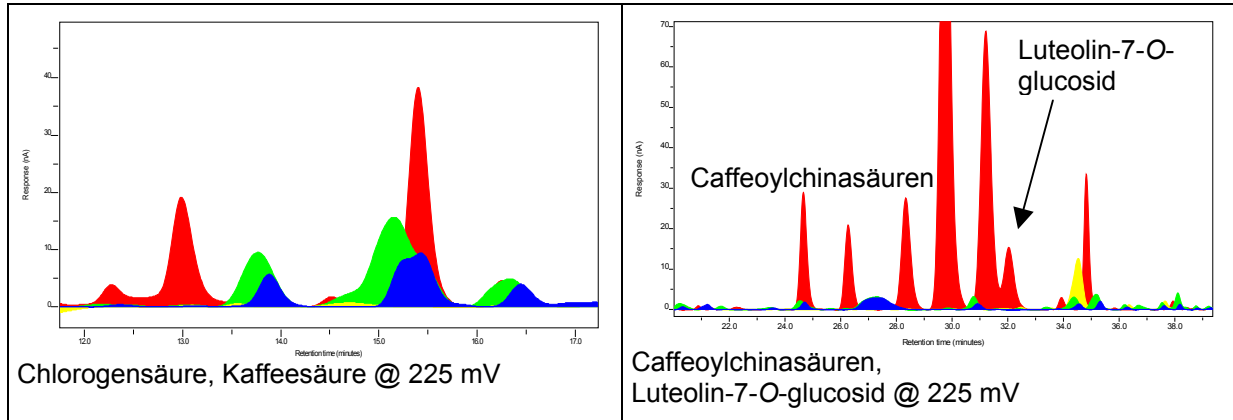 Response (nA)
40
30
20
10
0
12.0 13.0 14.0 15.0 16.0 17.0
Retention time (minutes)
Chlorogensäure, Kaffeesäure @ 225 mV
Response (nA)
70
60
50
40
30
20
10
0
Luteolin-7-O-
glucosid
Caffeoylchinasäuren
22.0 24.0 26.0 28.0 30.0 32.0 34.0 36.0 38.0
Retention time (minutes)
Caffeoylchinasäuren,
Luteolin-7-O-glucosid @ 225 mV